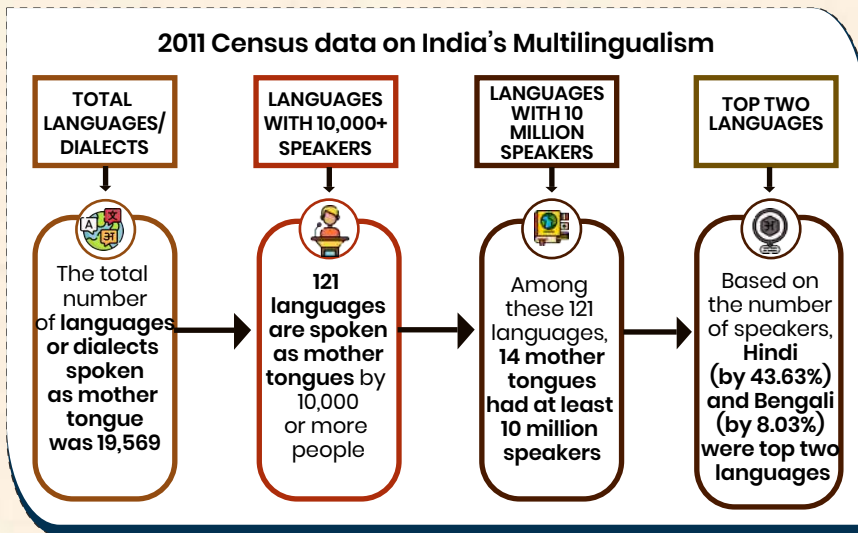 2011 Census data on India's Multilingualism
TOTAL
LANGUAGES/
DIALECTS
LANGUAGES
WITH 10,000+
SPEAKERS
LANGUAGES
WITH 10
MILLION
SPEAKERS
TOP TWO
LANGUAGES
A
文
अ
The total
number
of languages
or dialects
spoken
as mother
tongue
was 19,569
121
languages
are spoken
as mother
tongues by
10,000
or more
people
Among
these 121
languages,
14 mother
tongues
had at least
10 million
speakers
अ
Based on
the number
of speakers,
Hindi
(by 43.63%)
and Bengali
(by 8.03%)
were top two
languages